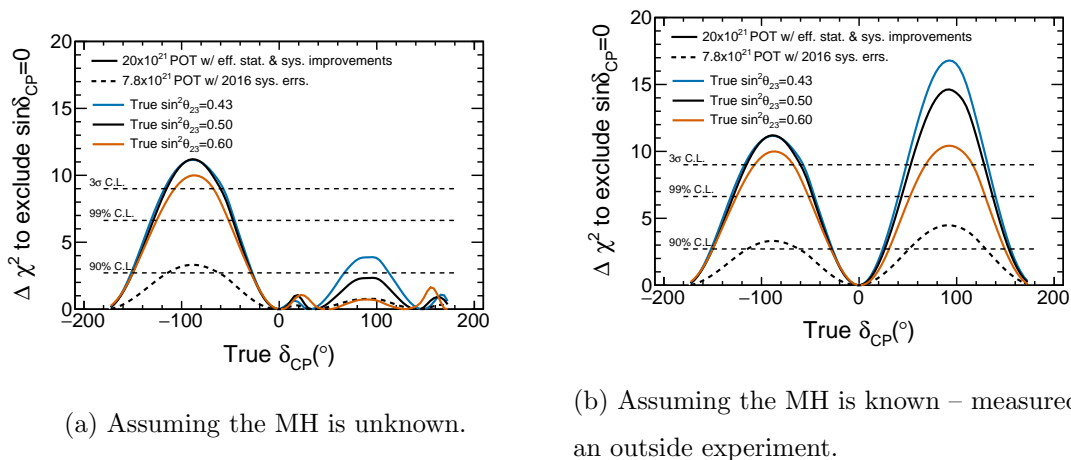 Δ χ² to exclude sinδCP=0
20
15
10
5
0
20x10²¹ POT w/ eff. stat. & sys. improvements
7.8x10²¹ POT w/ 2016 sys. errs.
True sin²θ₂₃=0.43
True sin²θ₂₃=0.50
True sin²θ₂₃=0.60
3σ C.L.
99% C.L.
90% C.L.
−200 −100 0 100 200
True δCP(°)
(a) Assuming the MH is unknown.
Δ χ² to exclude sinδCP=0
20
15
10
5
0
20x10²¹ POT w/ eff. stat. & sys. improvements
7.8x10²¹ POT w/ 2016 sys. errs.
True sin²θ₂₃=0.43
True sin²θ₂₃=0.50
True sin²θ₂₃=0.60
3σ C.L.
99% C.L.
90% C.L.
−200 −100 0 100 200
True δCP(°)
(b) Assuming the MH is known – measured
an outside experiment.